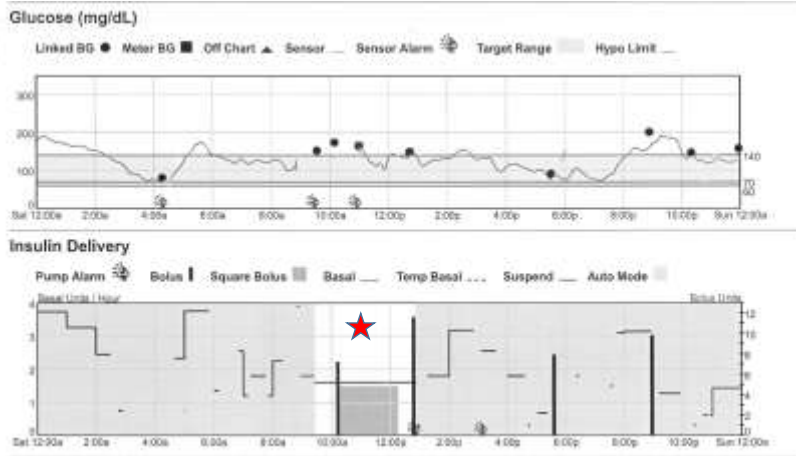 Glucose (mg/dL)
Linked BG Meter BG Off Chart Sensor Sensor Alarm Target Range Hypo Limit
300
200
140
100
70
60
0
Sat 12:00a 2:00a 4:00a 6:00a 8:00a 10:00a 12:00p 2:00p 4:00p 6:00p 8:00p 10:00p Sun 12:00a
Insulin Delivery
Pump Alarm Bolus Square Bolus Basal Temp Basal Suspend Auto Mode
Basal Units / Hour Bolus Units
4
12
3
10
8
2
6
1
4
2
0 0
Sat 12:00a 2:00a 4:00a 6:00a 8:00a 10:00a 12:00p 2:00p 4:00p 6:00p 8:00p 10:00p Sun 12:00a